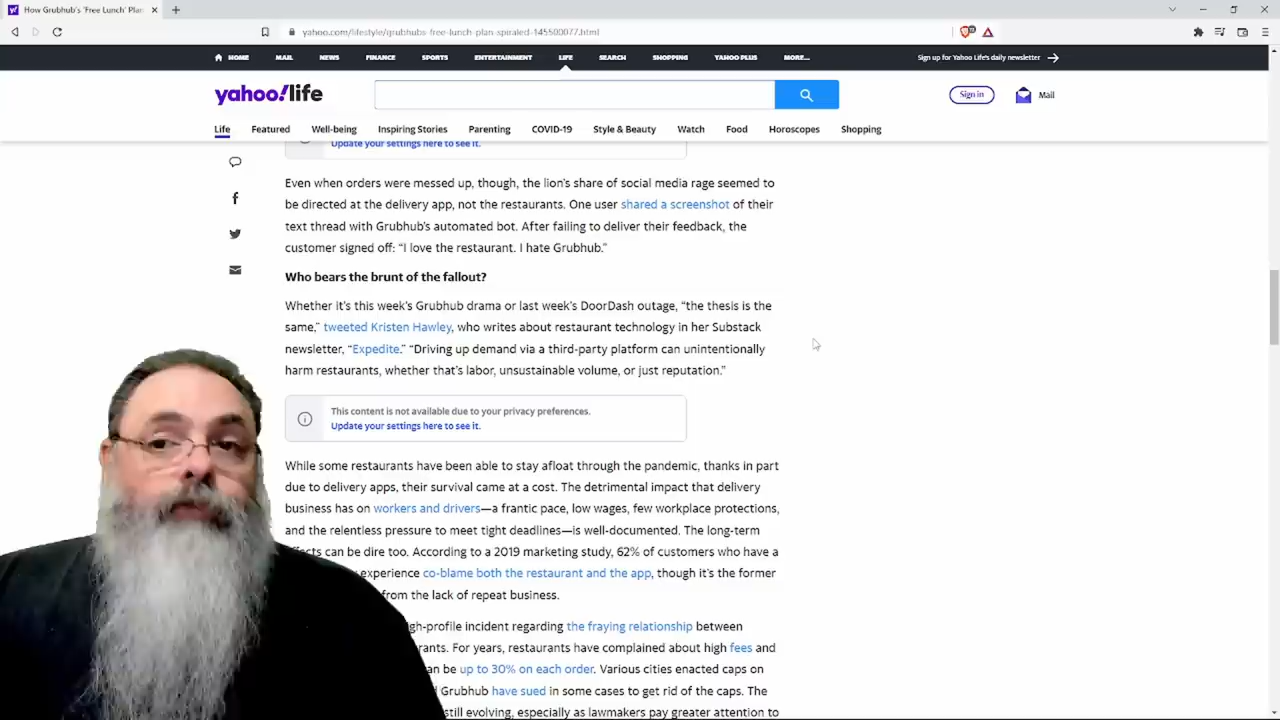 How Grubhub's 'Free Lunch' Plan
yahoo.com/lifestyle/grubhubs-free-lunch-plan-spiraled-145500077.html
HOME MAIL NEWS FINANCE SPORTS ENTERTAINMENT LIFE SEARCH SHOPPING YAHOO PLUS MORE... Sign up for Yahoo Life's daily newsletter
yahoo!life
Sign in Mail
Life Featured Well-being Inspiring Stories Parenting COVID-19 Style & Beauty Watch Food Horoscopes Shopping
Update your settings here to see it.
Even when orders were messed up, though, the lion's share of social media rage seemed to
be directed at the delivery app, not the restaurants. One user shared a screenshot of their
text thread with Grubhub's automated bot. After failing to deliver their feedback, the
customer signed off: “I love the restaurant. I hate Grubhub.”
Who bears the brunt of the fallout?
Whether it's this week's Grubhub drama or last week's DoorDash outage, “the thesis is the
same,” tweeted Kristen Hawley, who writes about restaurant technology in her Substack
newsletter, “Expedite.” “Driving up demand via a third-party platform can unintentionally
harm restaurants, whether that's labor, unsustainable volume, or just reputation.”
This content is not available due to your privacy preferences.
Update your settings here to see it.
While some restaurants have been able to stay afloat through the pandemic, thanks in part
due to delivery apps, their survival came at a cost. The detrimental impact that delivery
business has on workers and drivers—a frantic pace, low wages, few workplace protections,
and the relentless pressure to meet tight deadlines—is well-documented. The long-term
can be dire too. According to a 2019 marketing study, 62% of customers who have a
experience co-blame both the restaurant and the app, though it's the former
from the lack of repeat business.
gh-profile incident regarding the fraying relationship between
rants. For years, restaurants have complained about high fees and
an be up to 30% on each order. Various cities enacted caps on
Grubhub have sued in some cases to get rid of the caps. The
still evolving, especially as lawmakers pay greater attention to